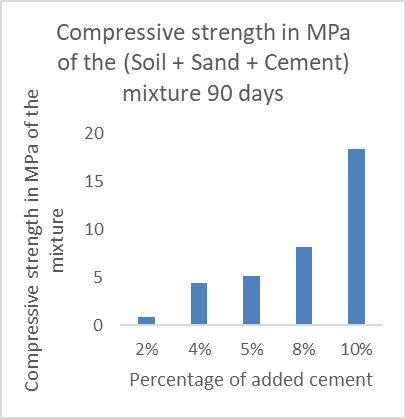 Compressive strength in MPa
of the (Soil + Sand + Cement)
mixture 90 days
Compressive strength in MPa of the
mixture
20
15
10
5
0
2% 4% 5% 8% 10%
Percentage of added cement